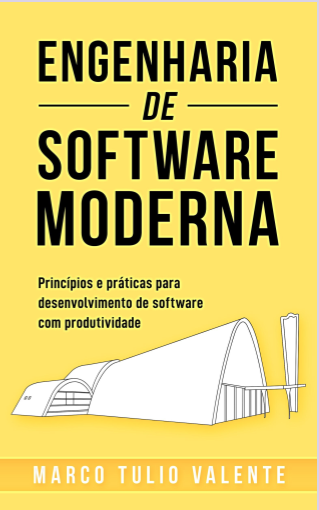 ENGENHARIA
DE
SOFTWARE
MODERNA
Princípios e práticas para
desenvolvimento de software
com produtividade
MARCO TULIO VALENTE